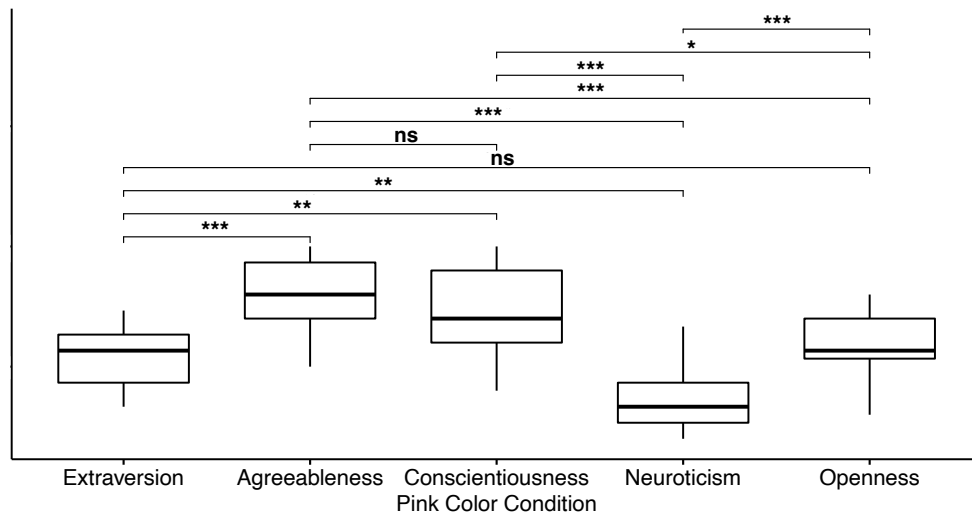 ***
*
***
***
***
ns
ns
**
**
***
Extraversion Agreeableness Conscientiousness Neuroticism Openness
Pink Color Condition